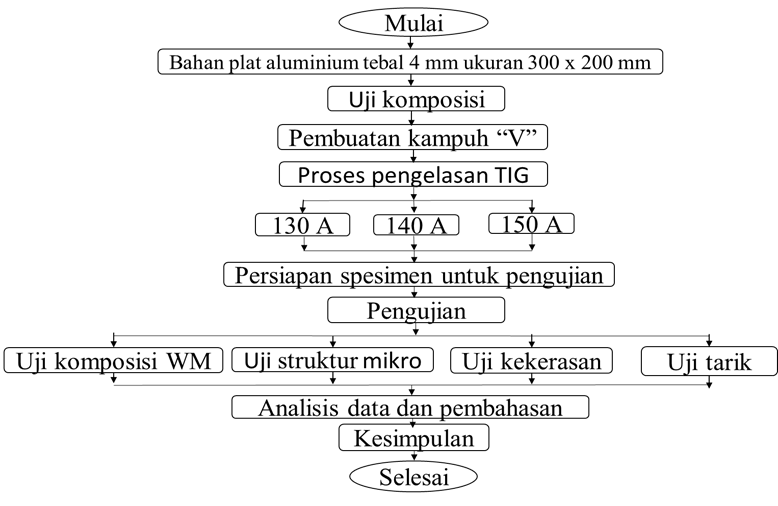 Mulai
Bahan plat aluminium tebal 4 mm ukuran 300 x 200 mm
Uji komposisi
Pembuatan kampuh “V”
Proses pengelasan TIG
130 A
140 A
150 A
Persiapan spesimen untuk pengujian
Pengujian
Uji komposisi WM
Uji struktur mikro
Uji kekerasan
Uji tarik
Analisis data dan pembahasan
Kesimpulan
Selesai